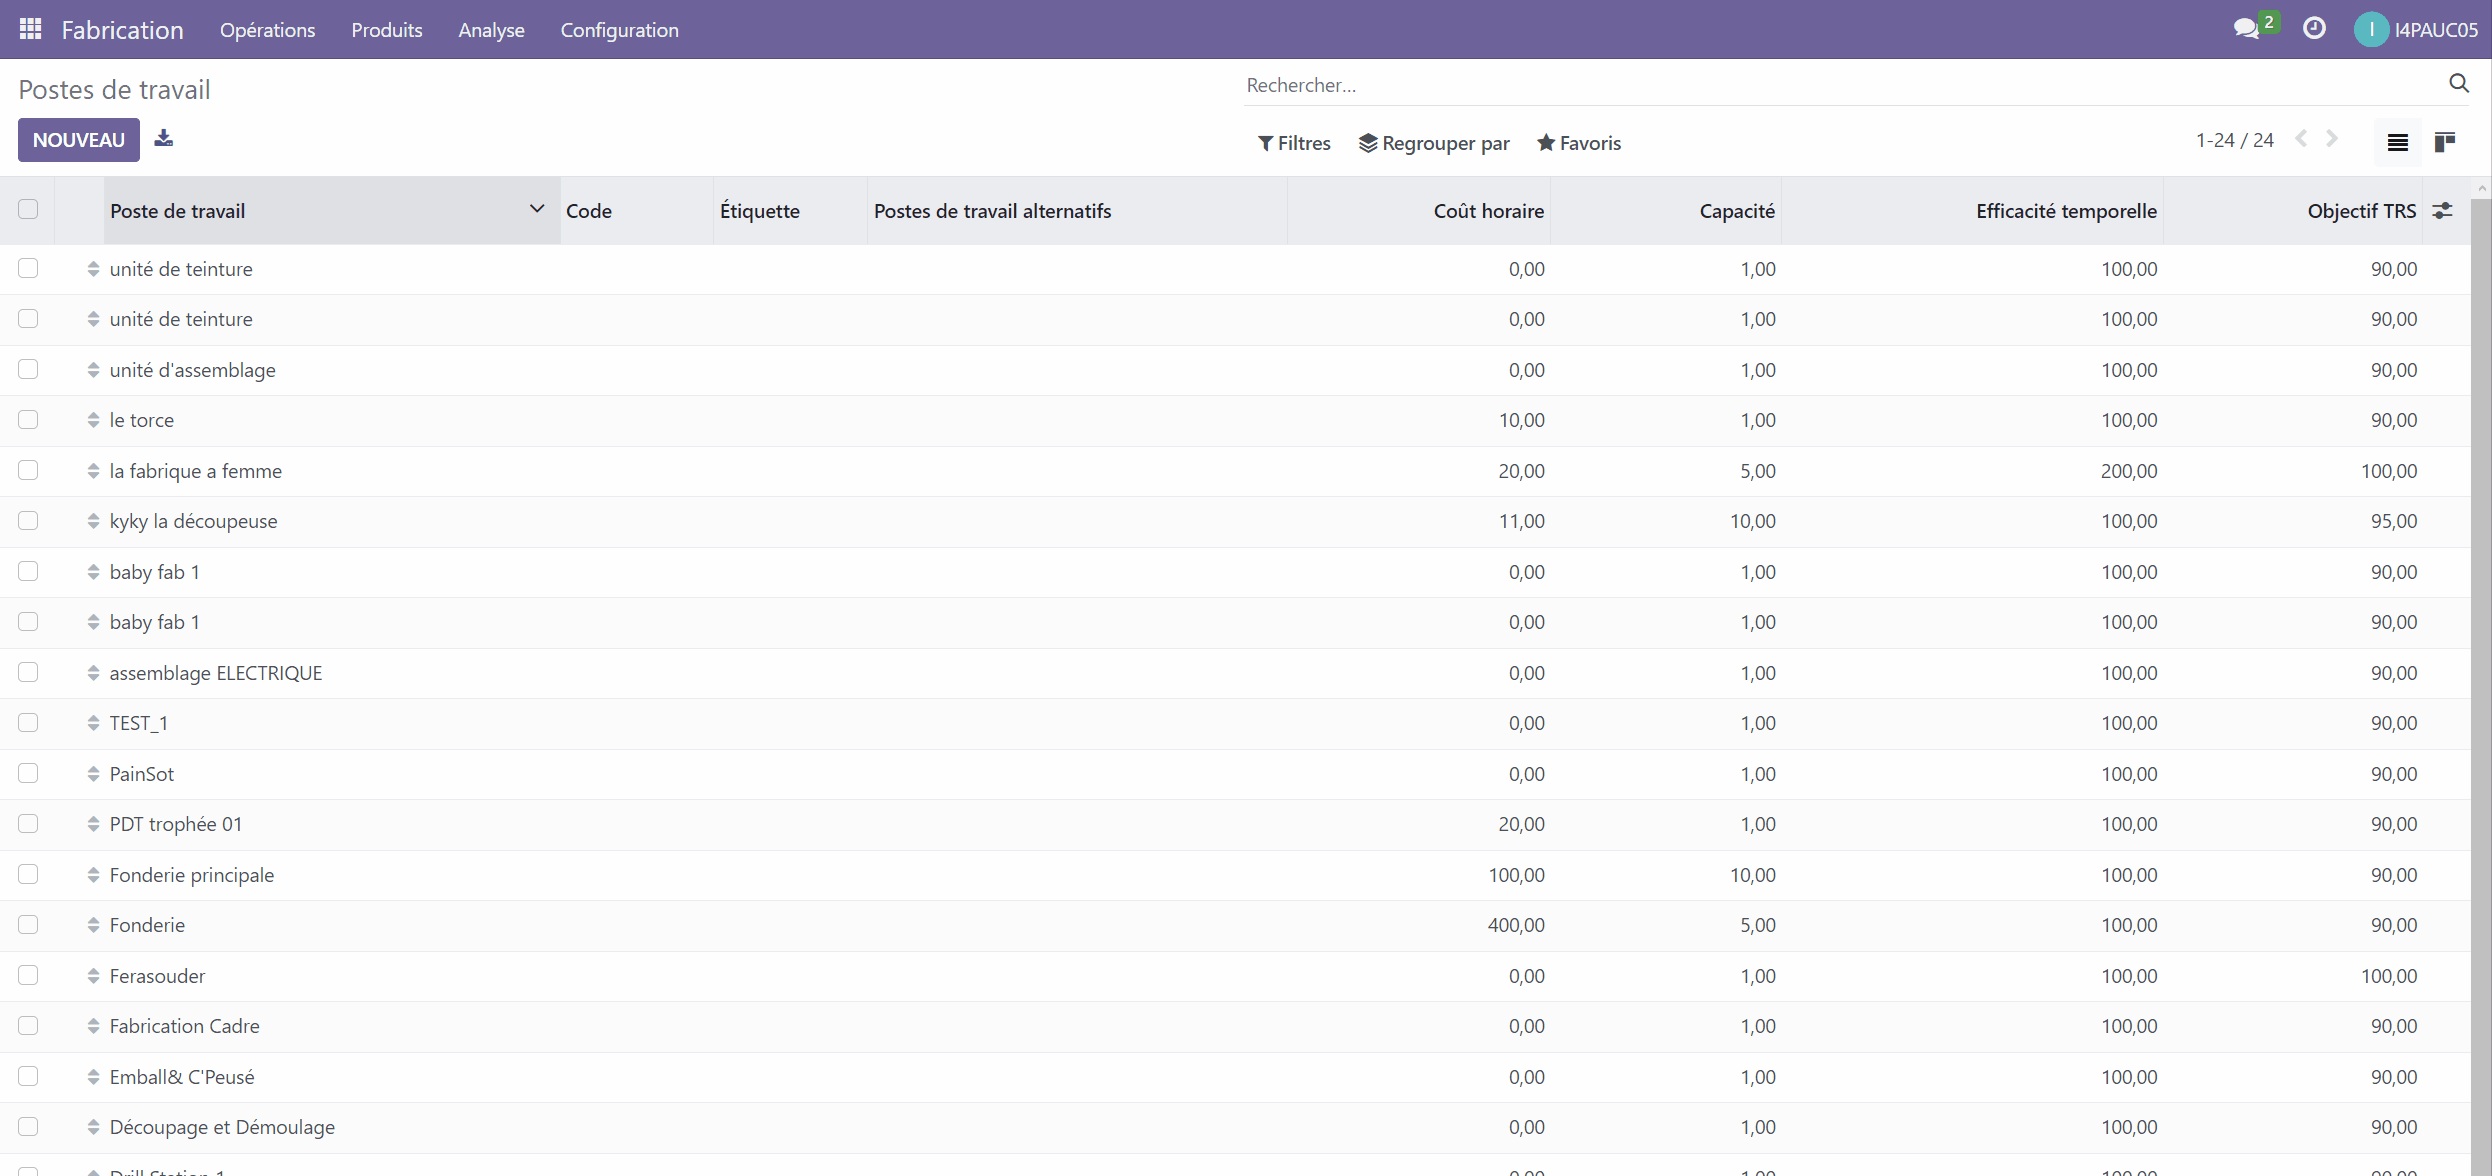 Fabrication Opérations Produits Analyse Configuration 2 I I4PAUC05
Postes de travail Rechercher...
NOUVEAU Filtres Regrouper par Favoris 1-24 / 24
Poste de travail Code Étiquette Postes de travail alternatifs Coût horaire Capacité Efficacité temporelle Objectif TRS
unité de teinture 0,00 1,00 100,00 90,00
unité de teinture 0,00 1,00 100,00 90,00
unité d'assemblage 0,00 1,00 100,00 90,00
le torce 10,00 1,00 100,00 90,00
la fabrique a femme 20,00 5,00 200,00 100,00
kyky la découpeuse 11,00 10,00 100,00 95,00
baby fab 1 0,00 1,00 100,00 90,00
baby fab 1 0,00 1,00 100,00 90,00
assemblage ELECTRIQUE 0,00 1,00 100,00 90,00
TEST_1 0,00 1,00 100,00 90,00
PainSot 0,00 1,00 100,00 90,00
PDT trophée 01 20,00 1,00 100,00 90,00
Fonderie principale 100,00 10,00 100,00 90,00
Fonderie 400,00 5,00 100,00 90,00
Ferasouder 0,00 1,00 100,00 100,00
Fabrication Cadre 0,00 1,00 100,00 90,00
Emball& C'Peusé 0,00 1,00 100,00 90,00
Découpage et Démoulage 0,00 1,00 100,00 90,00
Drill Station 1 0,00 1,00 100,00 90,00